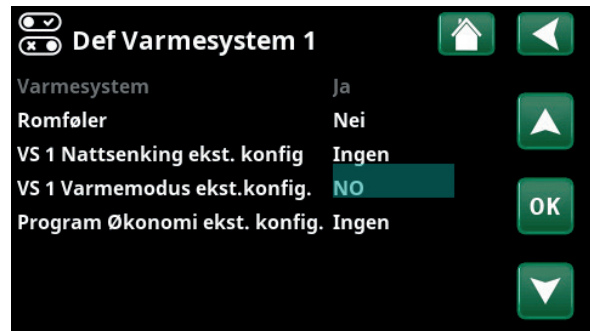 Def Varmesystem 1
Varmesystem Ja
Romføler Nei
VS 1 Nattsenking ekst. konfig Ingen
VS 1 Varmemodus ekst.konfig. NO
Program Økonomi ekst. konfig. Ingen
OK